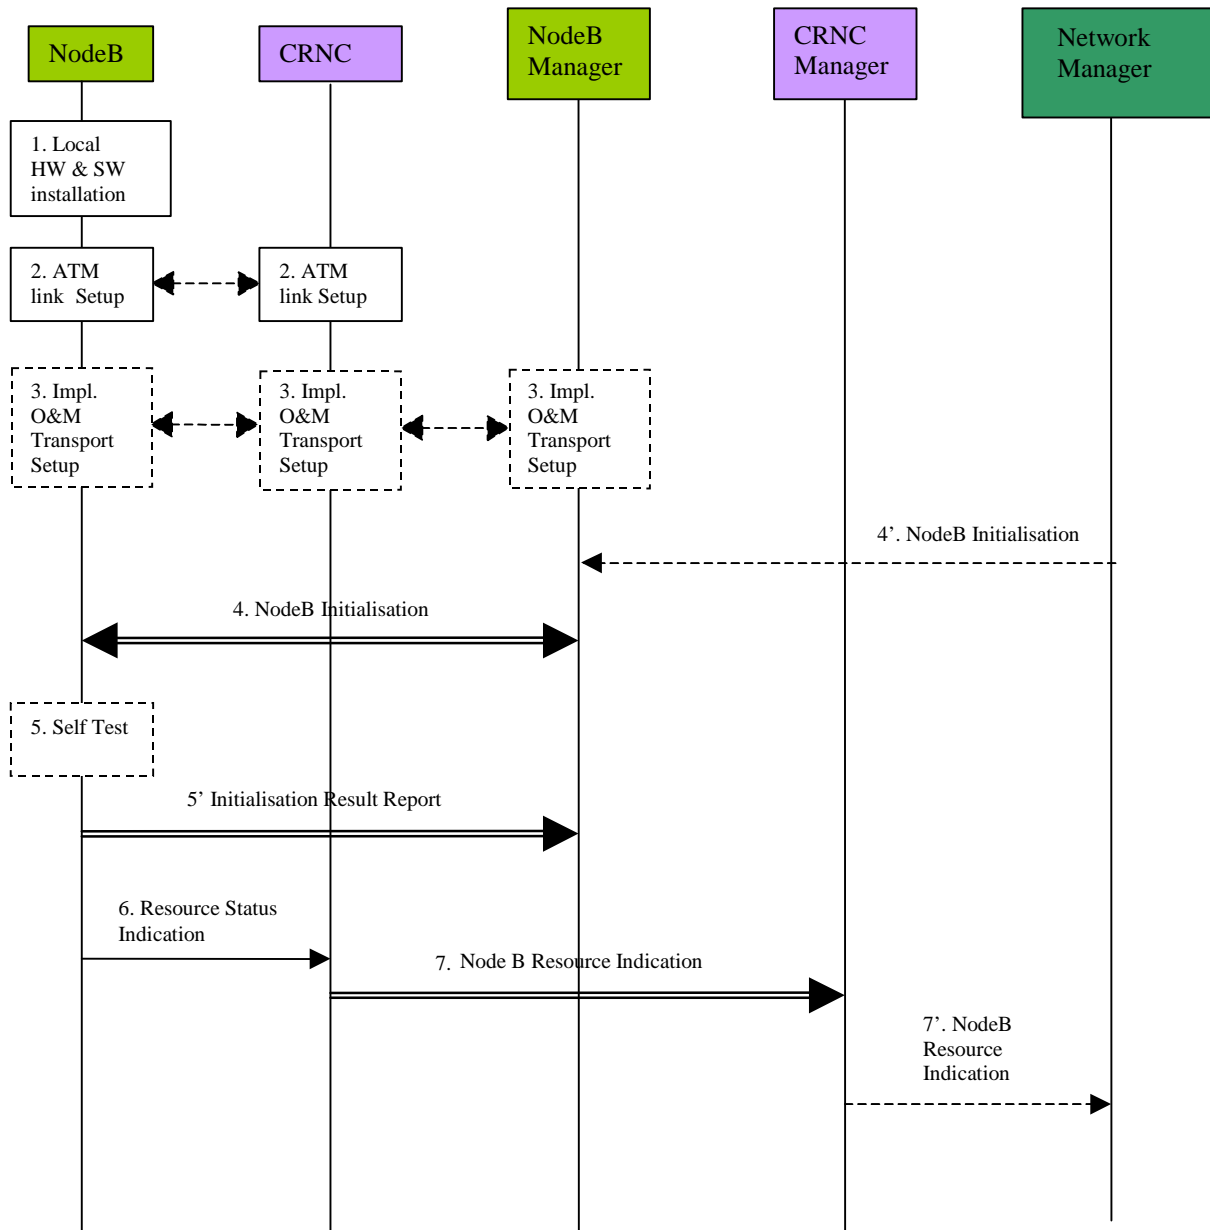 NodeB
CRNC
NodeB
Manager
CRNC
Manager
Network
Manager
1. Local
HW & SW
installation
2. ATM
link Setup
2. ATM
link Setup
3. Impl.
O&M
Transport
Setup
3. Impl.
O&M
Transport
Setup
3. Impl.
O&M
Transport
Setup
4’. NodeB Initialisation
4. NodeB Initialisation
5. Self Test
5’ Initialisation Result Report
6. Resource Status
Indication
7. Node B Resource Indication
7’. NodeB
Resource
Indication